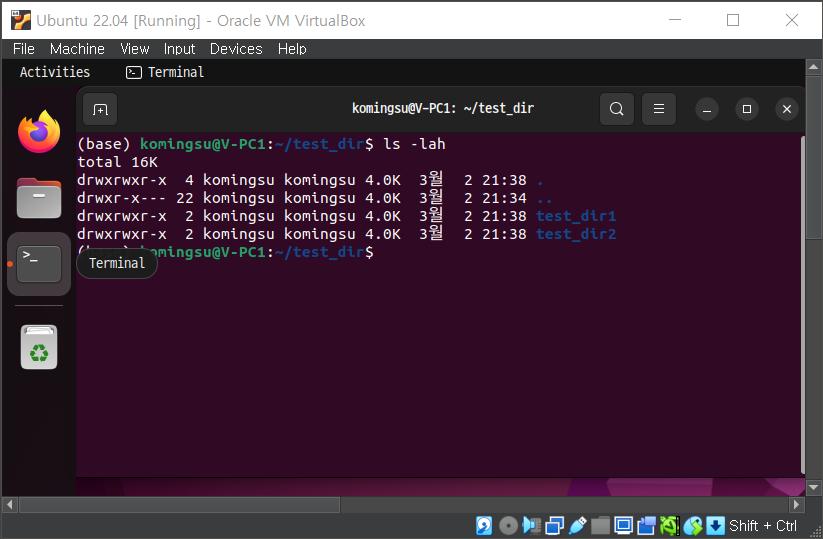 Ubuntu 22.04 [Running] - Oracle VM VirtualBox
File Machine View Input Devices Help
Activities Terminal
komingsu@V-PC1: ~/test_dir
(base) komingsu@V-PC1:~/test_dir$ ls -lah
total 16K
drwxrwxr-x  4 komingsu komingsu 4.0K  3월  2 21:38 .
drwxr-x--- 22 komingsu komingsu 4.0K  3월  2 21:34 ..
drwxrwxr-x  2 komingsu komingsu 4.0K  3월  2 21:38 test_dir1
drwxrwxr-x  2 komingsu komingsu 4.0K  3월  2 21:38 test_dir2
komingsu@V-PC1:~/test_dir$
Terminal
Shift + Ctrl